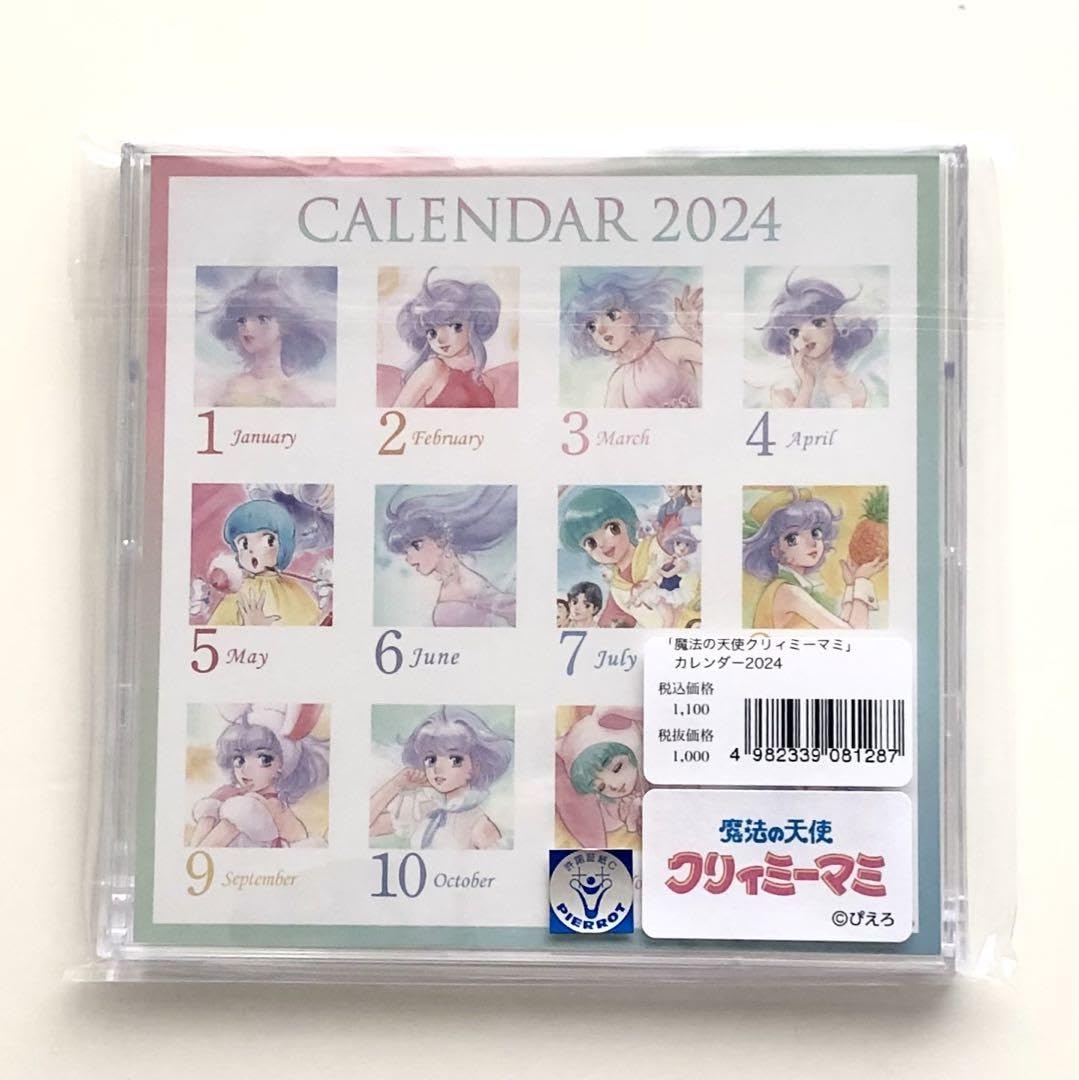 CALENDAR 2024
1 January
2 February
3 March
4 April
5 May
6 June
7 July
9 September
10 October
「魔法の天使クリィミーマミ」
カレンダー2024
税込価格
1,100
税抜価格
1,000
4 982339 081287
許諾証紙C
PIERROT
魔法の天使
クリィミーマミ
©ぴえろ